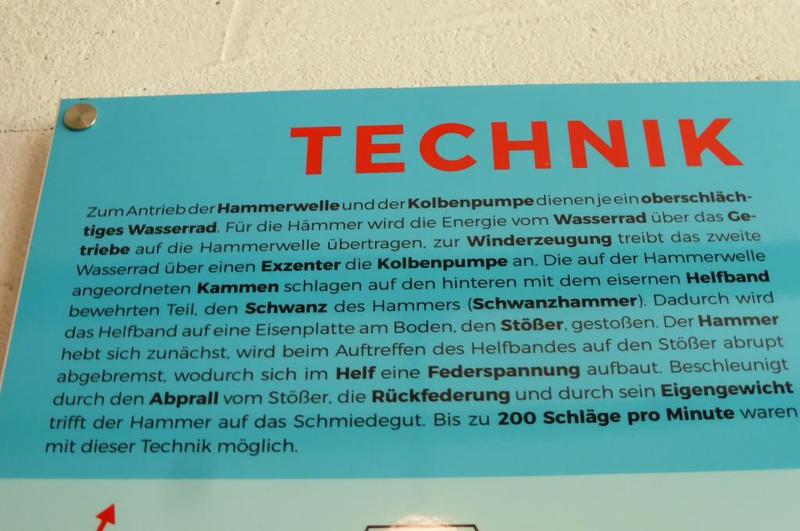 TECHNIK
Zum Antrieb der Hammerwelle und der Kolbenpumpe dienen je ein oberschläch-
tiges Wasserrad. Für die Hämmer wird die Energie vom Wasserrad über das Ge-
triebe auf die Hammerwelle übertragen, zur Winderzeugung treibt das zweite
Wasserrad über einen Exzenter die Kolbenpumpe an. Die auf der Hammerwelle
angeordneten Kammen schlagen auf den hinteren mit dem eisernen Helfband
bewehrten Teil, den Schwanz des Hammers (Schwanzhammer). Dadurch wird
das Helfband auf eine Eisenplatte am Boden, den Stößer, gestoßen. Der Hammer
hebt sich zunächst, wird beim Auftreffen des Helfbandes auf den Stößer abrupt
abgebremst, wodurch sich im Helf eine Federspannung aufbaut. Beschleunigt
durch den Abprall vom Stößer, die Rückfederung und durch sein Eigengewicht
trifft der Hammer auf das Schmiedegut. Bis zu 200 Schläge pro Minute waren
mit dieser Technik möglich.